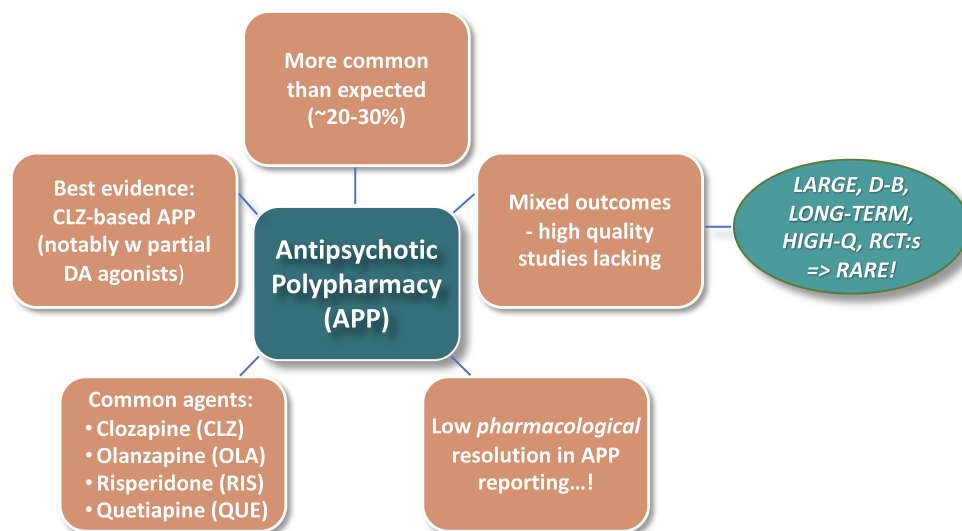 More common
than expected
(~20-30%)
Best evidence:
CLZ-based APP
(notably w partial
DA agonists)
Antipsychotic
Polypharmacy
(APP)
Mixed outcomes
- high quality
studies lacking
LARGE, D-B,
LONG-TERM,
HIGH-Q, RCT:s
=> RARE!
Common agents:
• Clozapine (CLZ)
• Olanzapine (OLA)
• Risperidone (RIS)
• Quetiapine (QUE)
Low pharmacological
resolution in APP
reporting...!